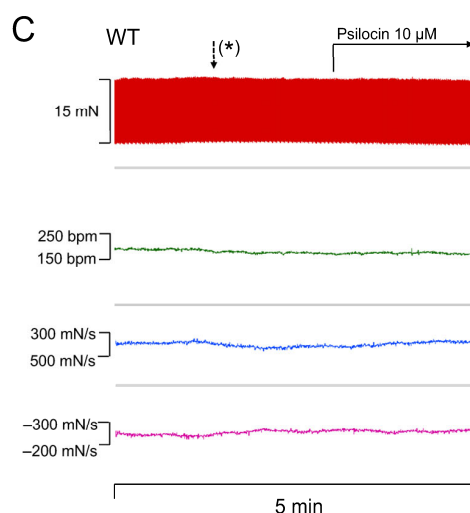 C
WT
(*)
Psilocin 10 µM
15 mN
250 bpm
150 bpm
300 mN/s
500 mN/s
–300 mN/s
–200 mN/s
5 min